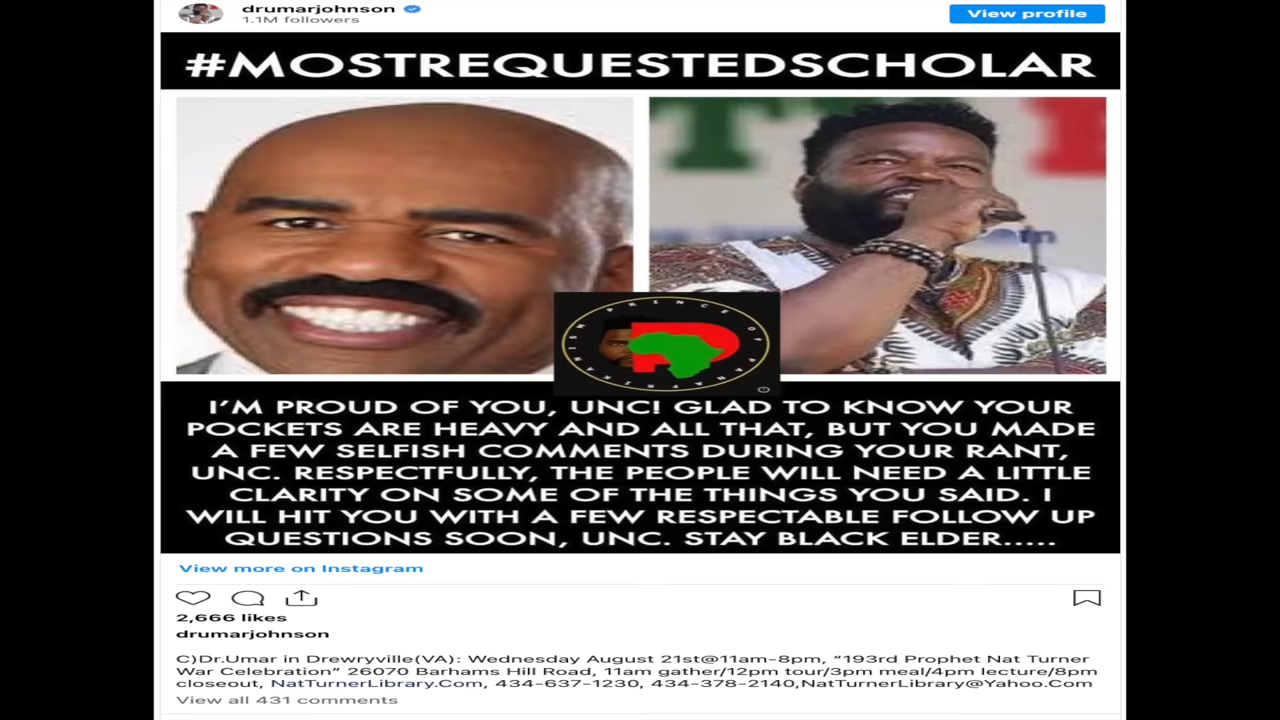 drumarjohnson
1.1M followers
View profile
#MOSTREQUESTEDSCHOLAR
PRINCE OF PANAFRIKANISM
I'M PROUD OF YOU, UNC! GLAD TO KNOW YOUR
POCKETS ARE HEAVY AND ALL THAT, BUT YOU MADE
A FEW SELFISH COMMENTS DURING YOUR RANT,
UNC. RESPECTFULLY, THE PEOPLE WILL NEED A LITTLE
CLARITY ON SOME OF THE THINGS YOU SAID. I
WILL HIT YOU WITH A FEW RESPECTABLE FOLLOW UP
QUESTIONS SOON, UNC. STAY BLACK ELDER.....
View more on Instagram
2,666 likes
drumarjohnson
C)Dr.Umar in Drewryville(VA): Wednesday August 21st@11am-8pm, “193rd Prophet Nat Turner
War Celebration” 26070 Barhams Hill Road, 11am gather/12pm tour/3pm meal/4pm lecture/8pm
closeout, NatTurnerLibrary.Com, 434-637-1230, 434-378-2140,NatTurnerLibrary@Yahoo.Com
View all 431 comments